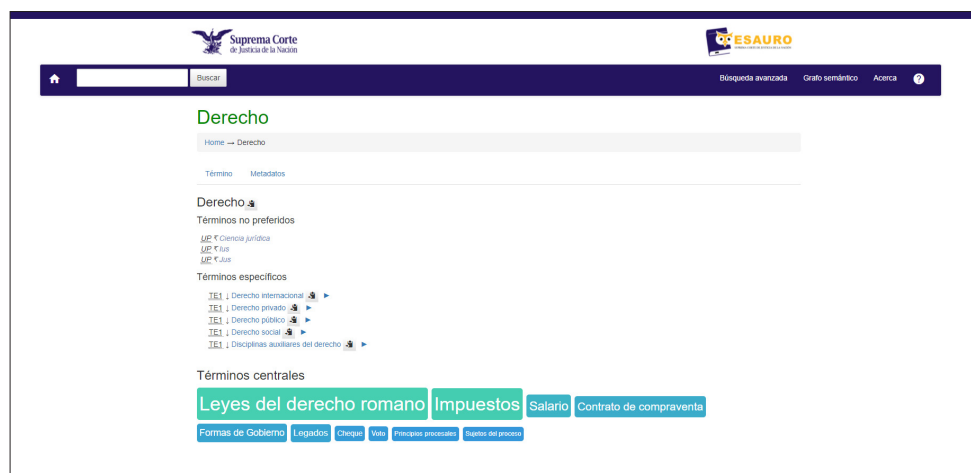 Suprema Corte
de Justicia de la Nación
TESAURO
Buscar
Búsqueda avanzada Grafo semántico Acerca ?
Derecho
Home → Derecho
Término Metadatos
Derecho
Términos no preferidos
UP Ciencia jurídica
UP Ius
UP Jus
Términos específicos
TE1 ↓ Derecho internacional ►
TE1 ↓ Derecho privado ►
TE1 ↓ Derecho público ►
TE1 ↓ Derecho social ►
TE1 ↓ Disciplinas auxiliares del derecho ►
Términos centrales
Leyes del derecho romano Impuestos Salario Contrato de compraventa
Formas de Gobierno Legados Cheque Voto Principios procesales Sujetos del proceso